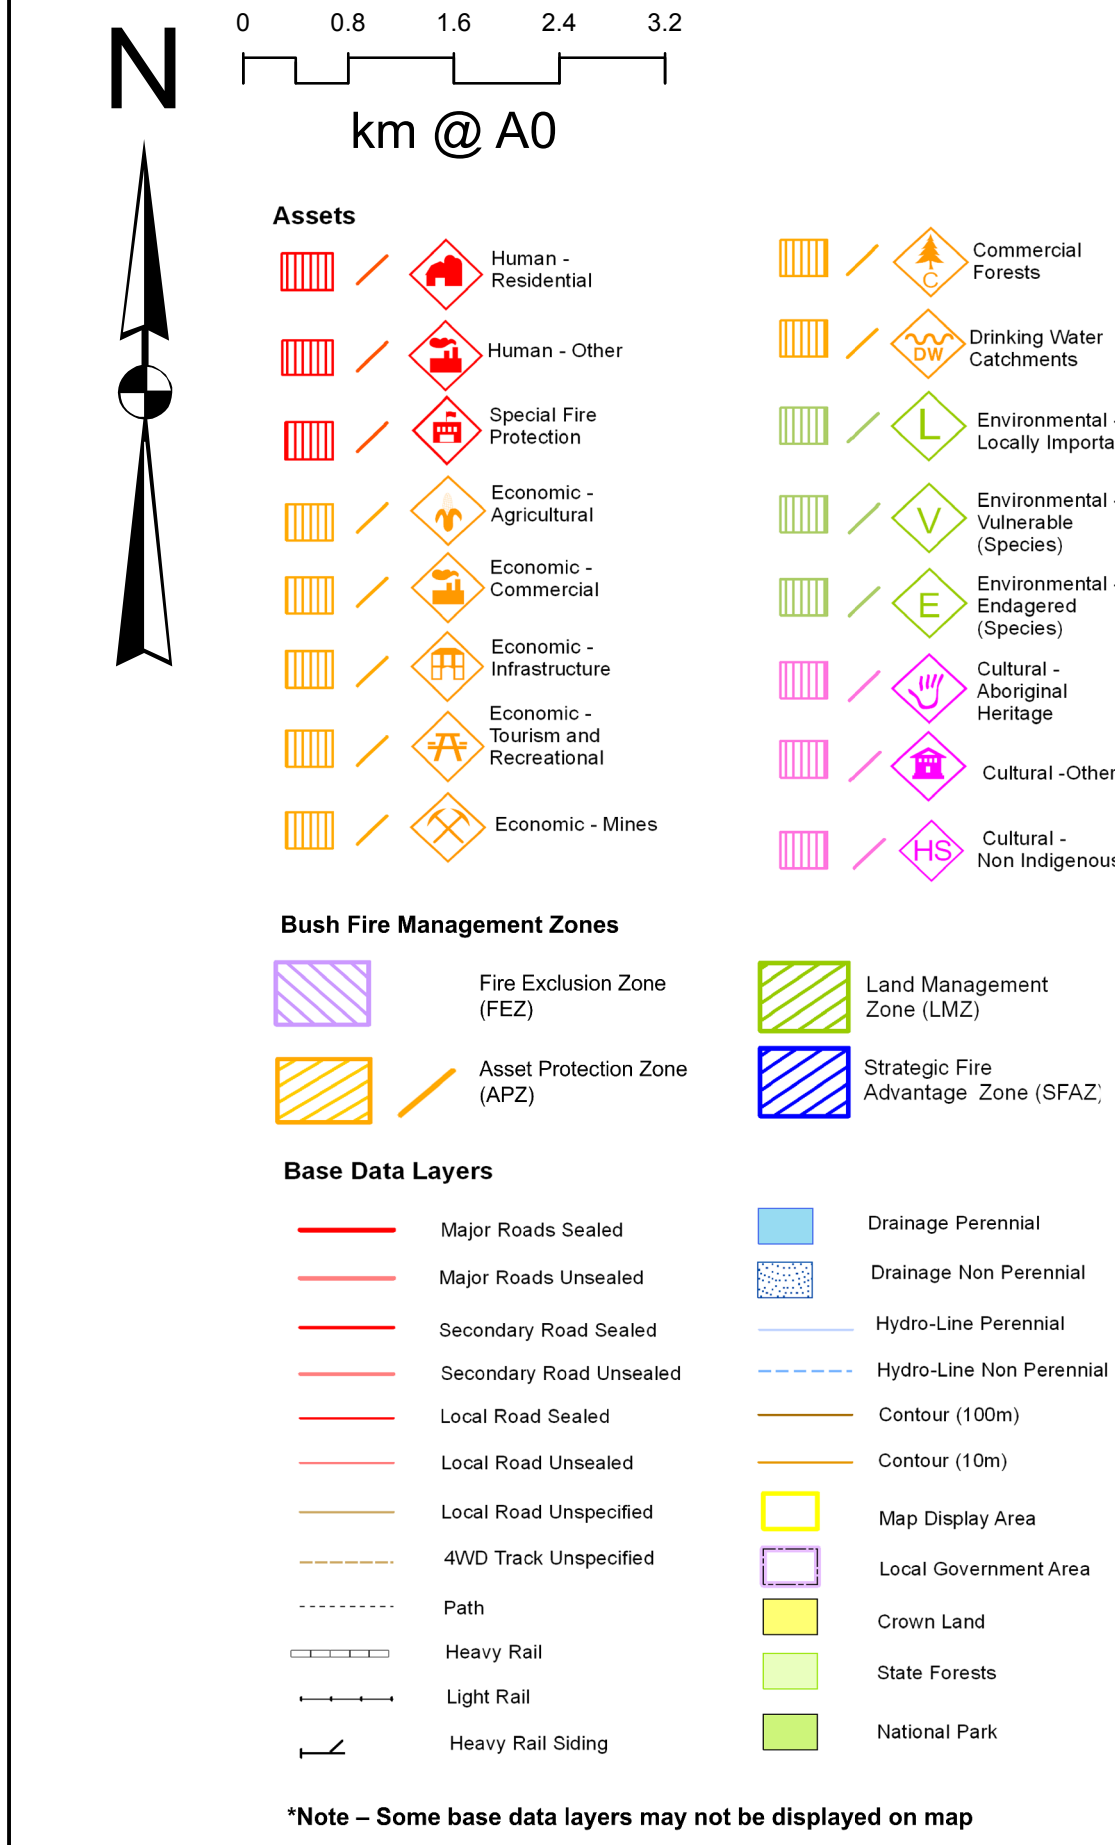 N
0 0.8 1.6 2.4 3.2
km @ A0
Assets
Human -
Residential
Human - Other
Special Fire
Protection
Economic -
Agricultural
Economic -
Commercial
Economic -
Infrastructure
Economic -
Tourism and
Recreational
Economic - Mines
C
Commercial
Forests
DW
Drinking Water
Catchments
L
Environmental -
Locally Importa
V
Environmental -
Vulnerable
(Species)
E
Environmental -
Endagered
(Species)
Cultural -
Aboriginal
Heritage
Cultural -Other
HS
Cultural -
Non Indigenous
Bush Fire Management Zones
Fire Exclusion Zone
(FEZ)
Asset Protection Zone
(APZ)
Land Management
Zone (LMZ)
Strategic Fire
Advantage Zone (SFAZ)
Base Data Layers
Major Roads Sealed
Major Roads Unsealed
Secondary Road Sealed
Secondary Road Unsealed
Local Road Sealed
Local Road Unsealed
Local Road Unspecified
4WD Track Unspecified
Path
Heavy Rail
Light Rail
Heavy Rail Siding
Drainage Perennial
Drainage Non Perennial
Hydro-Line Perennial
Hydro-Line Non Perennial
Contour (100m)
Contour (10m)
Map Display Area
Local Government Area
Crown Land
State Forests
National Park
*Note – Some base data layers may not be displayed on map